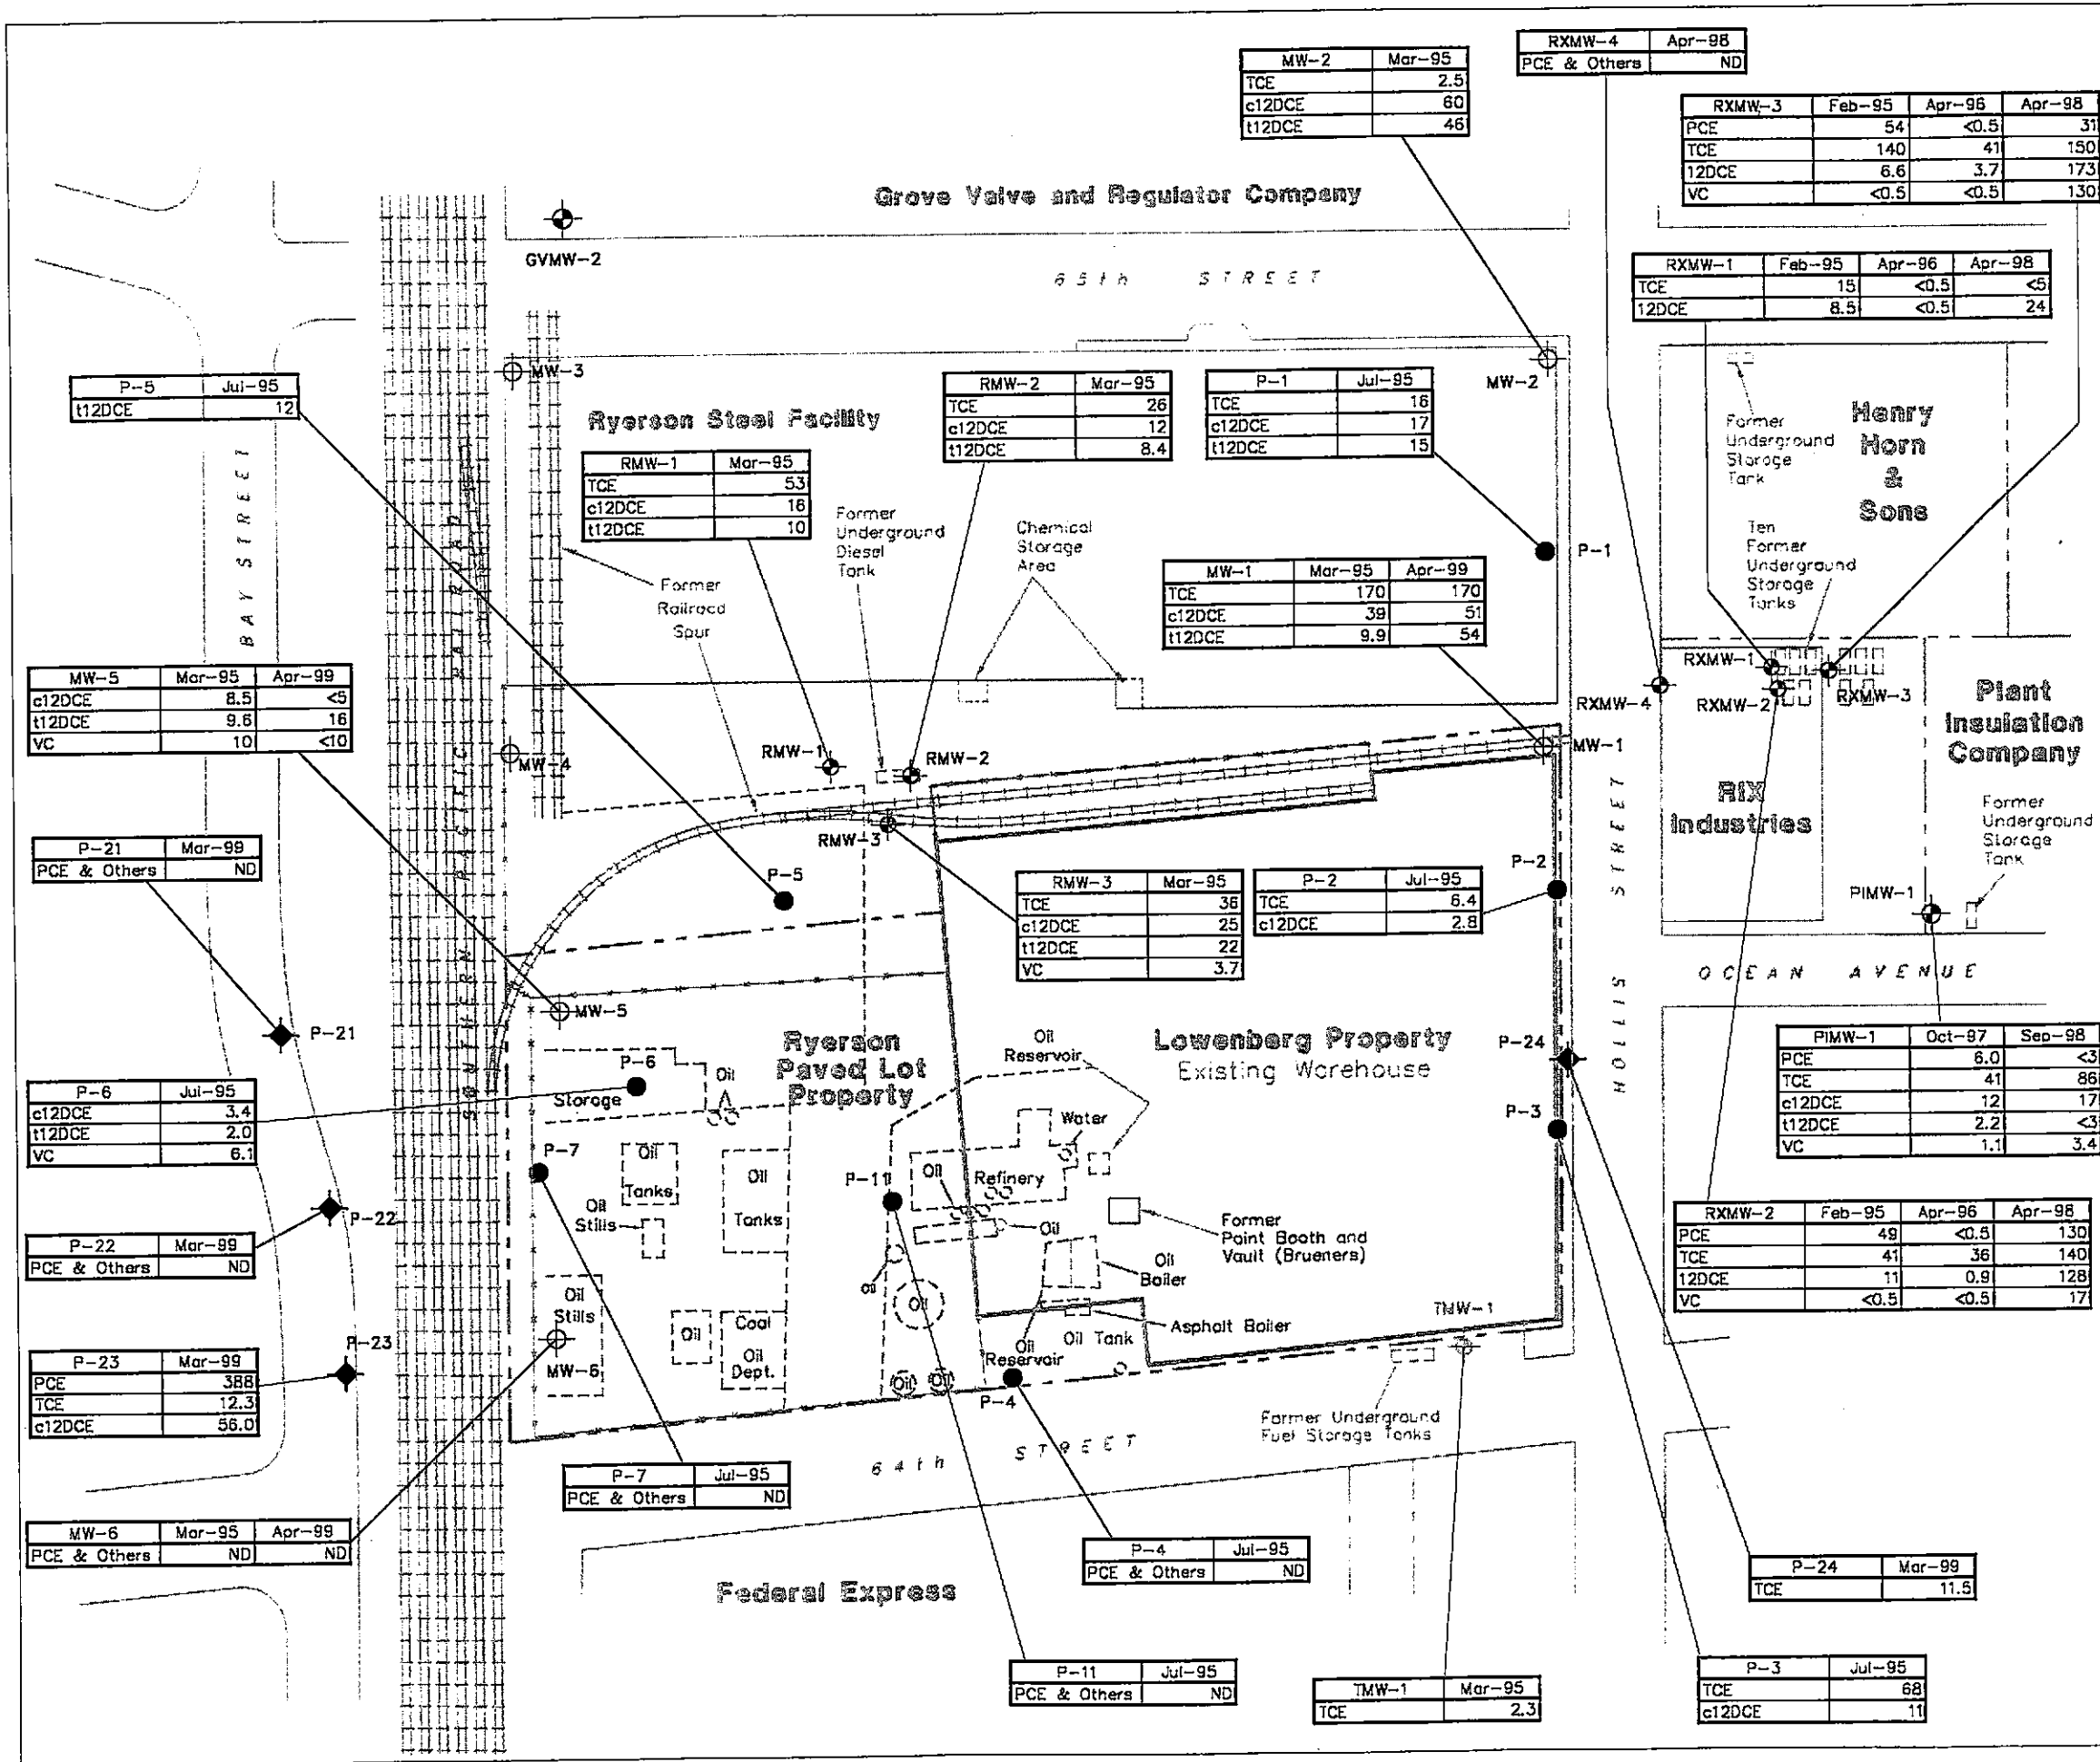 RXMW-4 Apr-98
PCE & Others ND
MW-2 Mar-95
TCE 2.5
c12DCE 60
t12DCE 46
RXMW-3 Feb-95 Apr-96 Apr-98
PCE 54 <0.5 31
TCE 140 41 150
12DCE 6.6 3.7 173
VC <0.5 <0.5 130
Grove Valve and Regulator Company
GVMW-2
65th STREET
RXMW-1 Feb-95 Apr-96 Apr-98
TCE 15 <0.5 <5
12DCE 8.5 <0.5 24
MW-3
MW-2
P-5 Jul-95
t12DCE 12
Ryerson Steel Facility
RMW-2 Mar-95
TCE 26
c12DCE 12
t12DCE 8.4
P-1 Jul-95
TCE 16
c12DCE 17
t12DCE 15
Former
Underground
Storage
Tank
Henry
Horn
&
Sons
RMW-1 Mar-95
TCE 53
c12DCE 16
t12DCE 10
Former
Underground
Diesel
Tank
Chemical
Storage
Area
P-1
Ten
Former
Underground
Storage
Tanks
BAY STREET
SOUTHERN PACIFIC RAILROAD
Former
Railroad
Spur
MW-1 Mar-95 Apr-99
TCE 170 170
c12DCE 39 51
t12DCE 9.9 54
MW-5 Mar-95 Apr-99
c12DCE 8.5 <5
t12DCE 9.6 16
VC 10 <10
RXMW-1
RXMW-4
RXMW-2
RXMW-3
Plant
Insulation
Company
MW-4
RMW-1
RMW-2
MW-1
RIX
Industries
Former
Underground
Storage
Tank
RMW-3
P-21 Mar-99
PCE & Others ND
P-5
RMW-3 Mar-95
TCE 36
c12DCE 25
t12DCE 22
VC 3.7
P-2 Jul-95
TCE 6.4
c12DCE 2.8
P-2
HOLLIS STREET
PIMW-1
OCEAN AVENUE
MW-5
P-21
Ryerson
Paved Lot
Property
Oil
Reservoir
Lowenberg Property
Existing Warehouse
P-24
PIMW-1 Oct-97 Sep-98
PCE 6.0 <3
TCE 41 86
c12DCE 12 17
t12DCE 2.2 <3
VC 1.1 3.4
P-6 Jul-95
c12DCE 3.4
t12DCE 2.0
VC 6.1
P-6
Storage
Oil
Water
P-3
P-7
Oil
Tanks
Oil
Tanks
Oil
Stills
P-11
Oil
Refinery
Oil
Former
Paint Booth and
Vault (Brueners)
P-22
P-22 Mar-99
PCE & Others ND
RXMW-2 Feb-95 Apr-96 Apr-98
PCE 49 <0.5 130
TCE 41 36 140
12DCE 11 0.9 128
VC <0.5 <0.5 17
Oil
Oil
Boiler
Oil
Oil
Stills
Oil
Coal
Oil
Dept.
TMW-1
Asphalt Boiler
Oil Tank
Oil
Reservoir
P-23
P-23 Mar-99
PCE 388
TCE 12.3
c12DCE 56.0
MW-6
Oil
Oil
P-4
Former Underground
Fuel Storage Tanks
64th STREET
P-7 Jul-95
PCE & Others ND
MW-6 Mar-95 Apr-99
PCE & Others ND ND
P-4 Jul-95
PCE & Others ND
P-24 Mar-99
TCE 11.5
Federal Express
P-11 Jul-95
PCE & Others ND
TMW-1 Mar-95
TCE 2.3
P-3 Jul-95
TCE 68
c12DCE 11